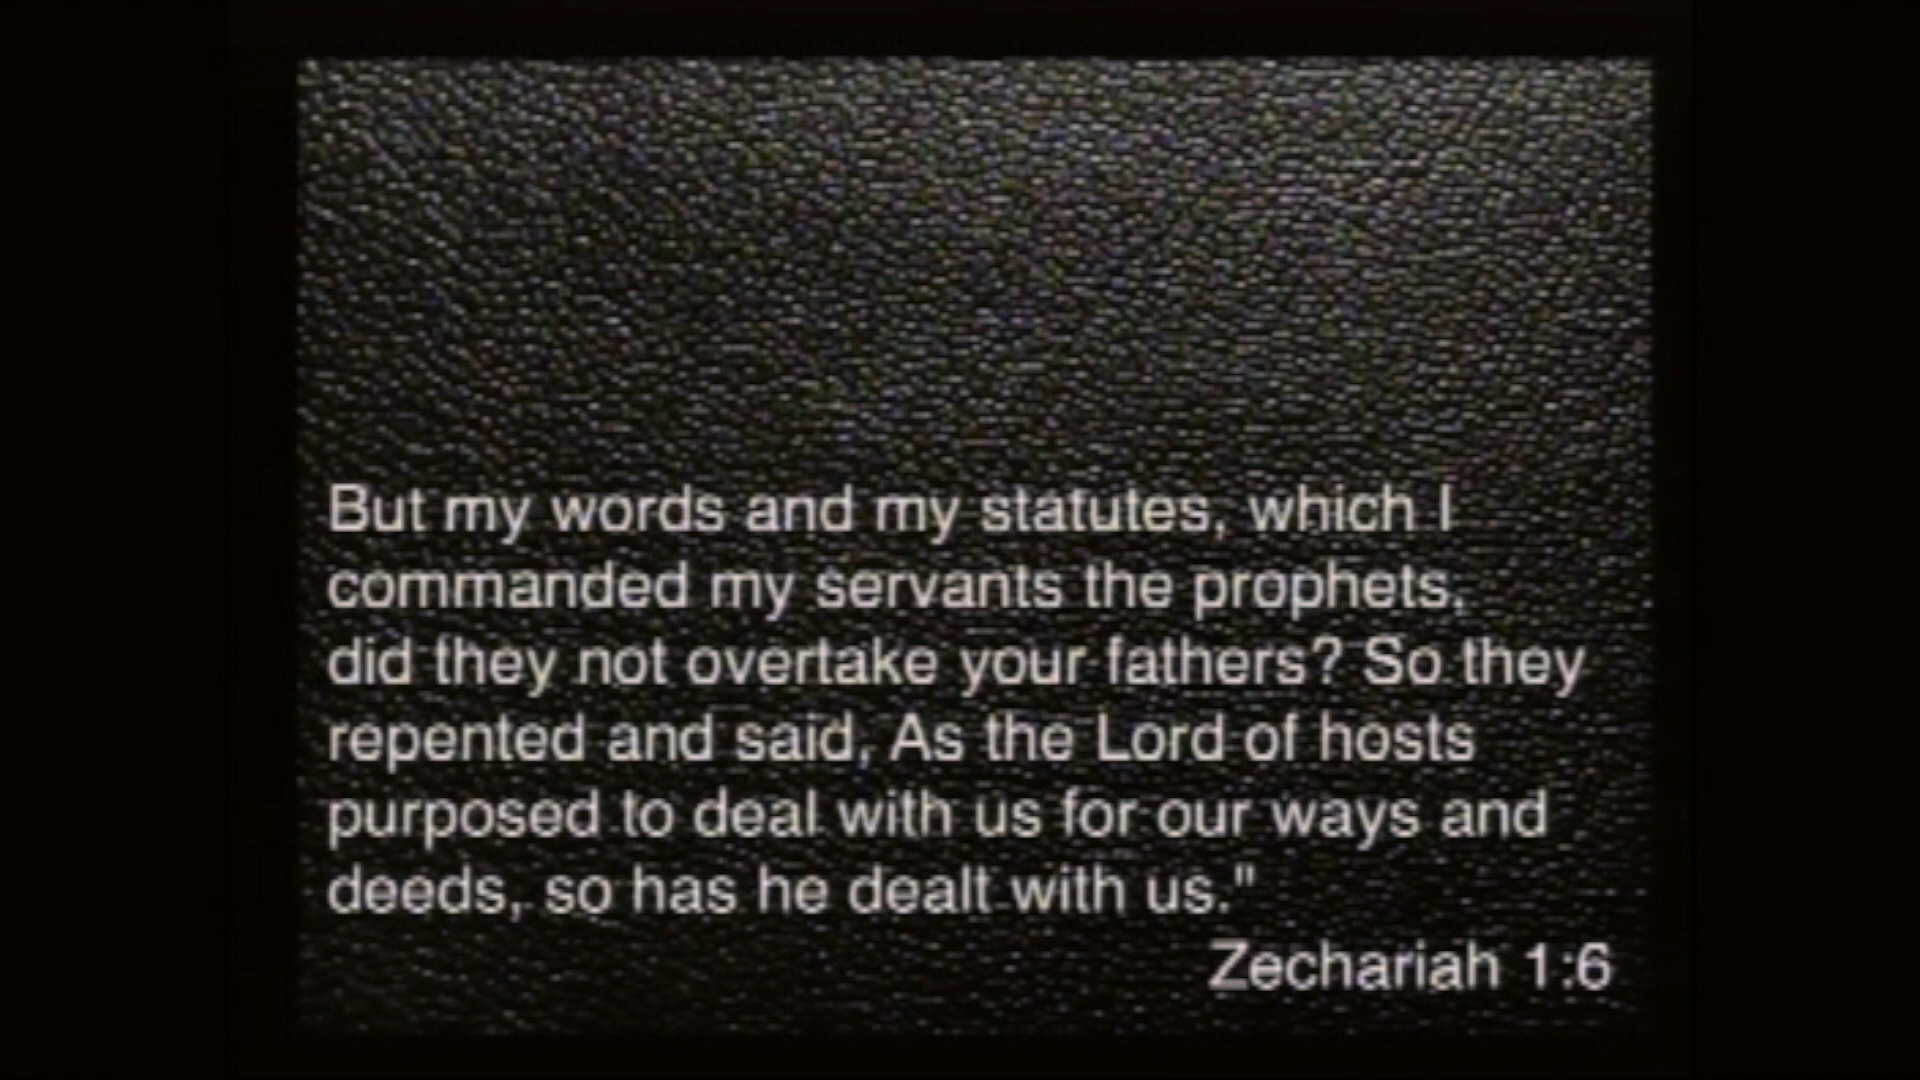 But my words and my statutes, which I
commanded my servants the prophets,
did they not overtake your fathers? So they
repented and said, As the Lord of hosts
purposed to deal with us for our ways and
deeds, so has he dealt with us."
Zechariah 1:6